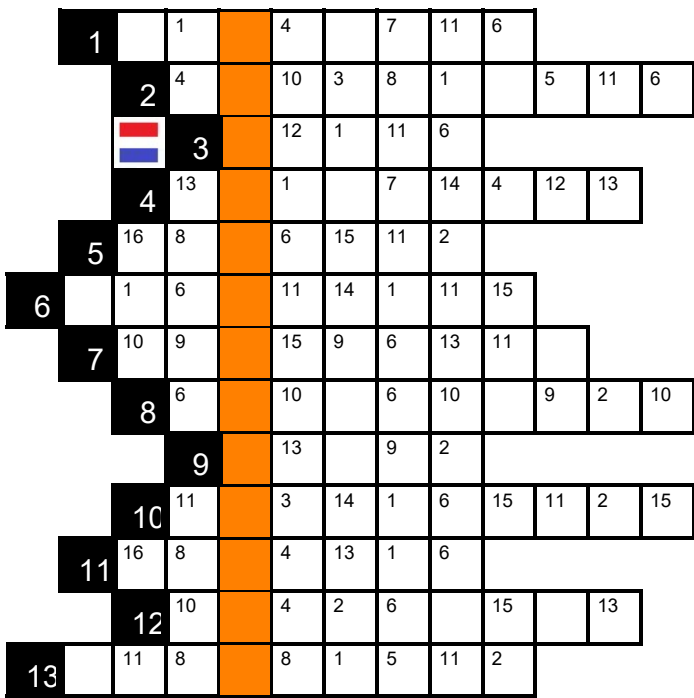 1 1 4 7 11 6
2 4 10 3 8 1 5 11 6
3 12 1 11 6
4 13 1 7 14 4 12 13
5 16 8 6 15 11 2
6 1 6 11 14 1 11 15
7 10 9 15 9 6 13 11
8 6 10 6 10 9 2 10
9 13 9 2
10 11 3 14 1 6 15 11 2 15
11 16 8 4 13 1 6
12 10 4 2 6 15 13
13 11 8 8 1 5 11 2